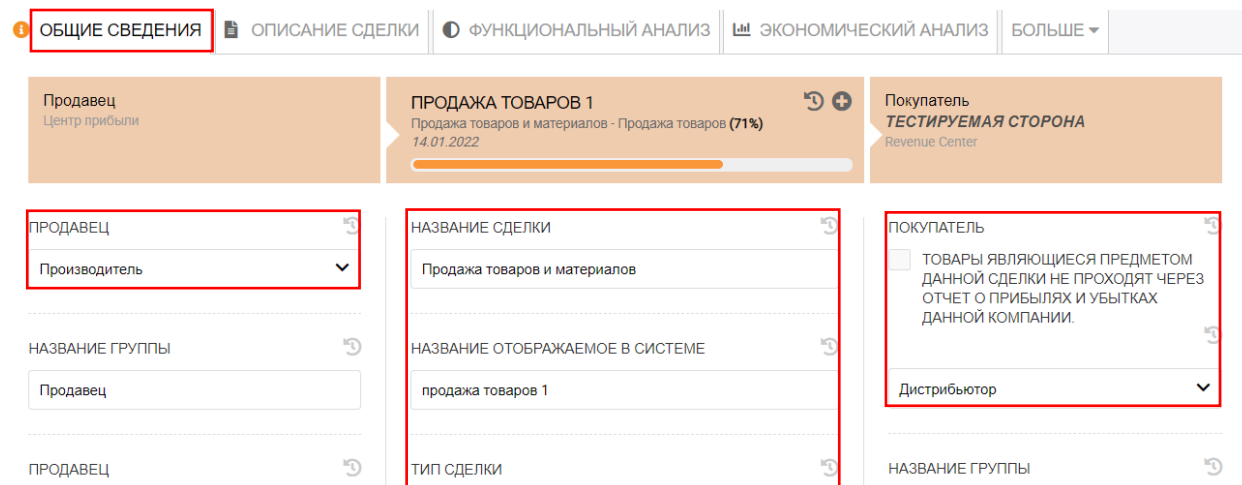 ОБЩИЕ СВЕДЕНИЯ ОПИСАНИЕ СДЕЛКИ ФУНКЦИОНАЛЬНЫЙ АНАЛИЗ ЭКОНОМИЧЕСКИЙ АНАЛИЗ БОЛЬШЕ
Продавец
Центр прибыли
ПРОДАЖА ТОВАРОВ 1
Продажа товаров и материалов - Продажа товаров (71%)
14.01.2022
Покупатель
ТЕСТИРУЕМАЯ СТОРОНА
Revenue Center
ПРОДАВЕЦ
Производитель
НАЗВАНИЕ ГРУППЫ
Продавец
ПРОДАВЕЦ
НАЗВАНИЕ СДЕЛКИ
Продажа товаров и материалов
НАЗВАНИЕ ОТОБРАЖАЕМОЕ В СИСТЕМЕ
продажа товаров 1
ТИП СДЕЛКИ
ПОКУПАТЕЛЬ
ТОВАРЫ ЯВЛЯЮЩИЕСЯ ПРЕДМЕТОМ
ДАННОЙ СДЕЛКИ НЕ ПРОХОДЯТ ЧЕРЕЗ
ОТЧЕТ О ПРИБЫЛЯХ И УБЫТКАХ
ДАННОЙ КОМПАНИИ.
Дистрибьютор
НАЗВАНИЕ ГРУППЫ